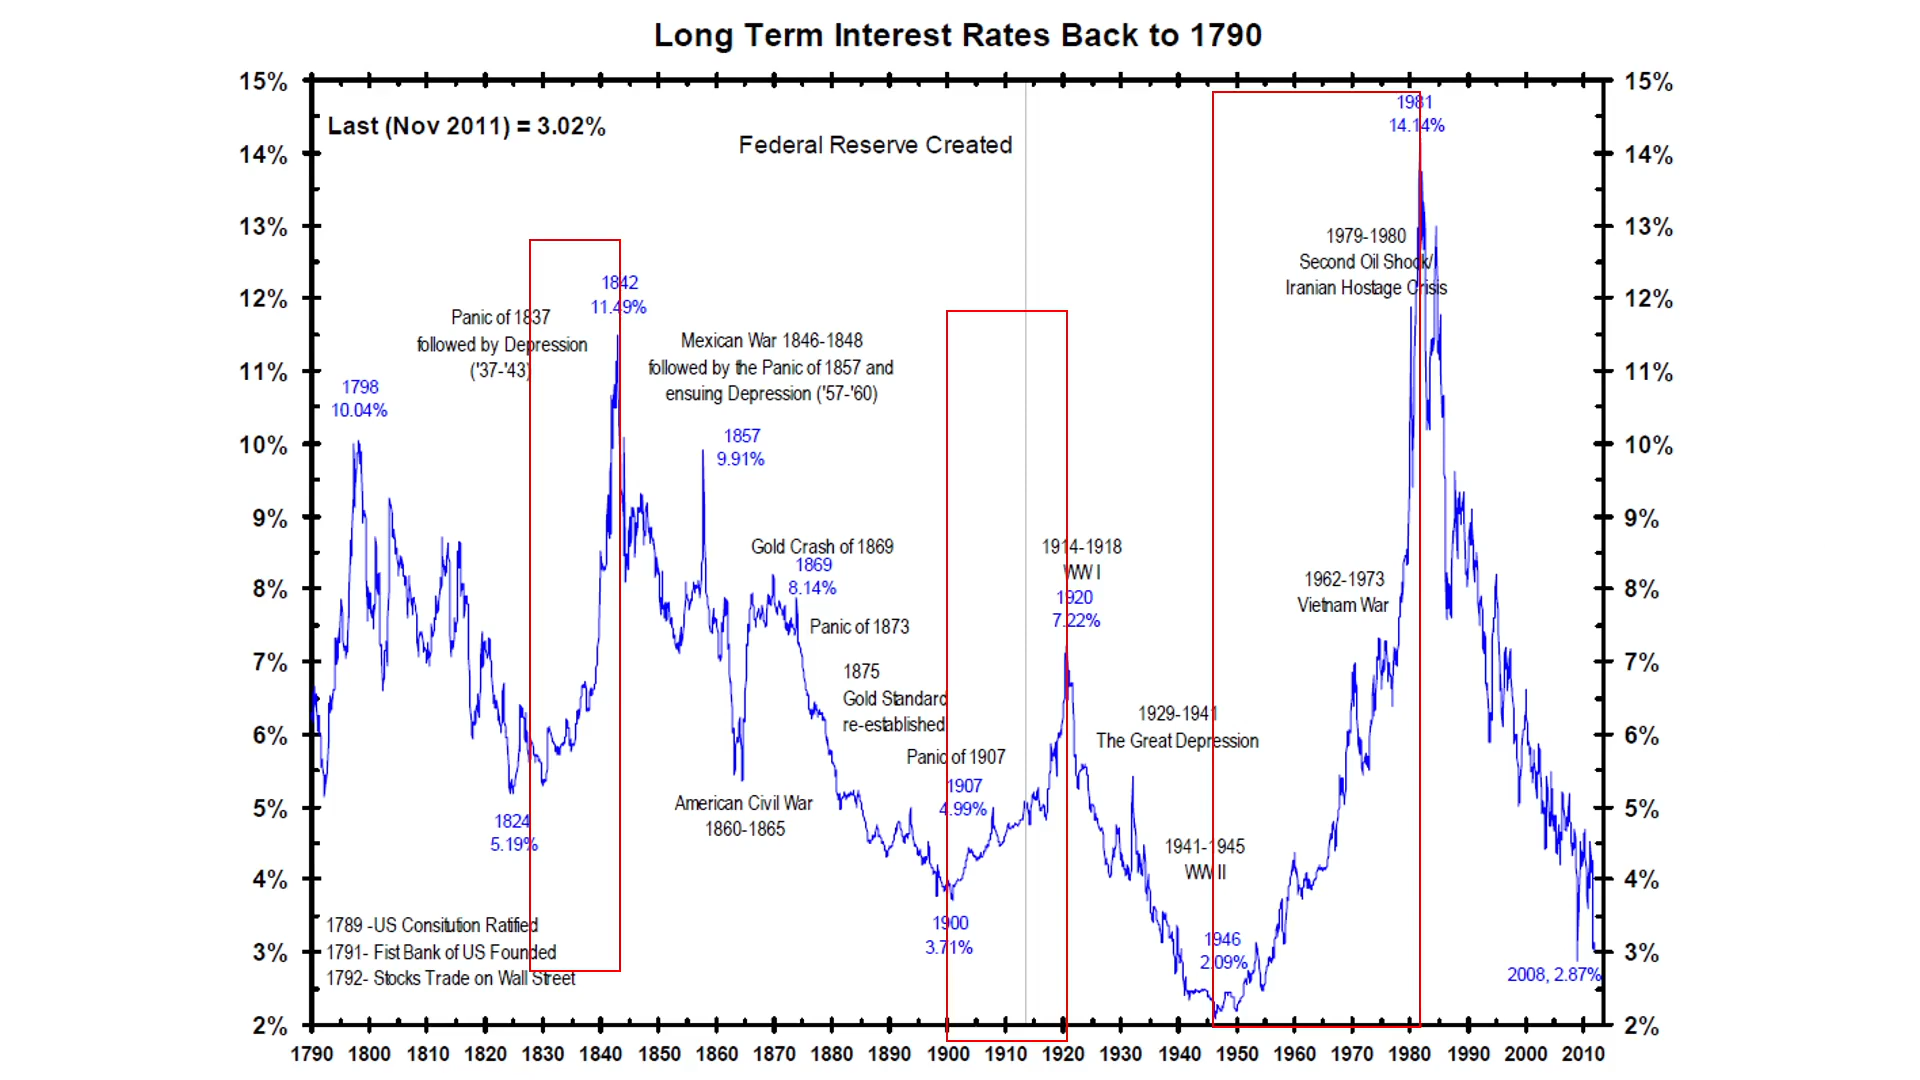 Long Term Interest Rates Back to 1790
15%
15%
1981
14.14%
Last (Nov 2011) = 3.02%
Federal Reserve Created
14%
14%
13%
13%
1979-1980
Second Oil Shock/
Iranian Hostage Crisis
12%
12%
1842
11.49%
Panic of 1837
followed by Depression
('37-'43)
Mexican War 1846-1848
followed by the Panic of 1857 and
ensuing Depression ('57-'60)
11%
11%
1798
10.04%
1857
9.91%
10%
10%
9%
9%
Gold Crash of 1869
1869
8.14%
1914-1918
WW I
1920
7.22%
1962-1973
Vietnam War
8%
8%
Panic of 1873
7%
7%
1875
Gold Standard
re-established
1929-1941
The Great Depression
6%
6%
Panic of 1907
1907
4.99%
5%
5%
1824
5.19%
American Civil War
1860-1865
1941-1945
WW II
4%
4%
1900
3.71%
1946
2.09%
1789 -US Consitution Ratified
1791- Fist Bank of US Founded
1792- Stocks Trade on Wall Street
3%
3%
2008, 2.87%
2%
2%
1790 1800 1810 1820 1830 1840 1850 1860 1870 1880 1890 1900 1910 1920 1930 1940 1950 1960 1970 1980 1990 2000 2010